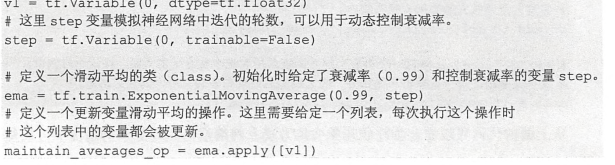 v1 = tf.Variable(0, dtype=tf.float32)
# 这里 step 变量模拟神经网络中迭代的轮数，可以用于动态控制衰减率。
step = tf.Variable(0, trainable=False)
# 定义一个滑动平均的类（class）。初始化时给定了衰减率（0.99）和控制衰减率的变量 step。
ema = tf.train.ExponentialMovingAverage(0.99, step)
# 定义一个更新变量滑动平均的操作。这里需要给定一个列表，每次执行这个操作时
# 这个列表中的变量都会被更新。
maintain_averages_op = ema.apply([v1])